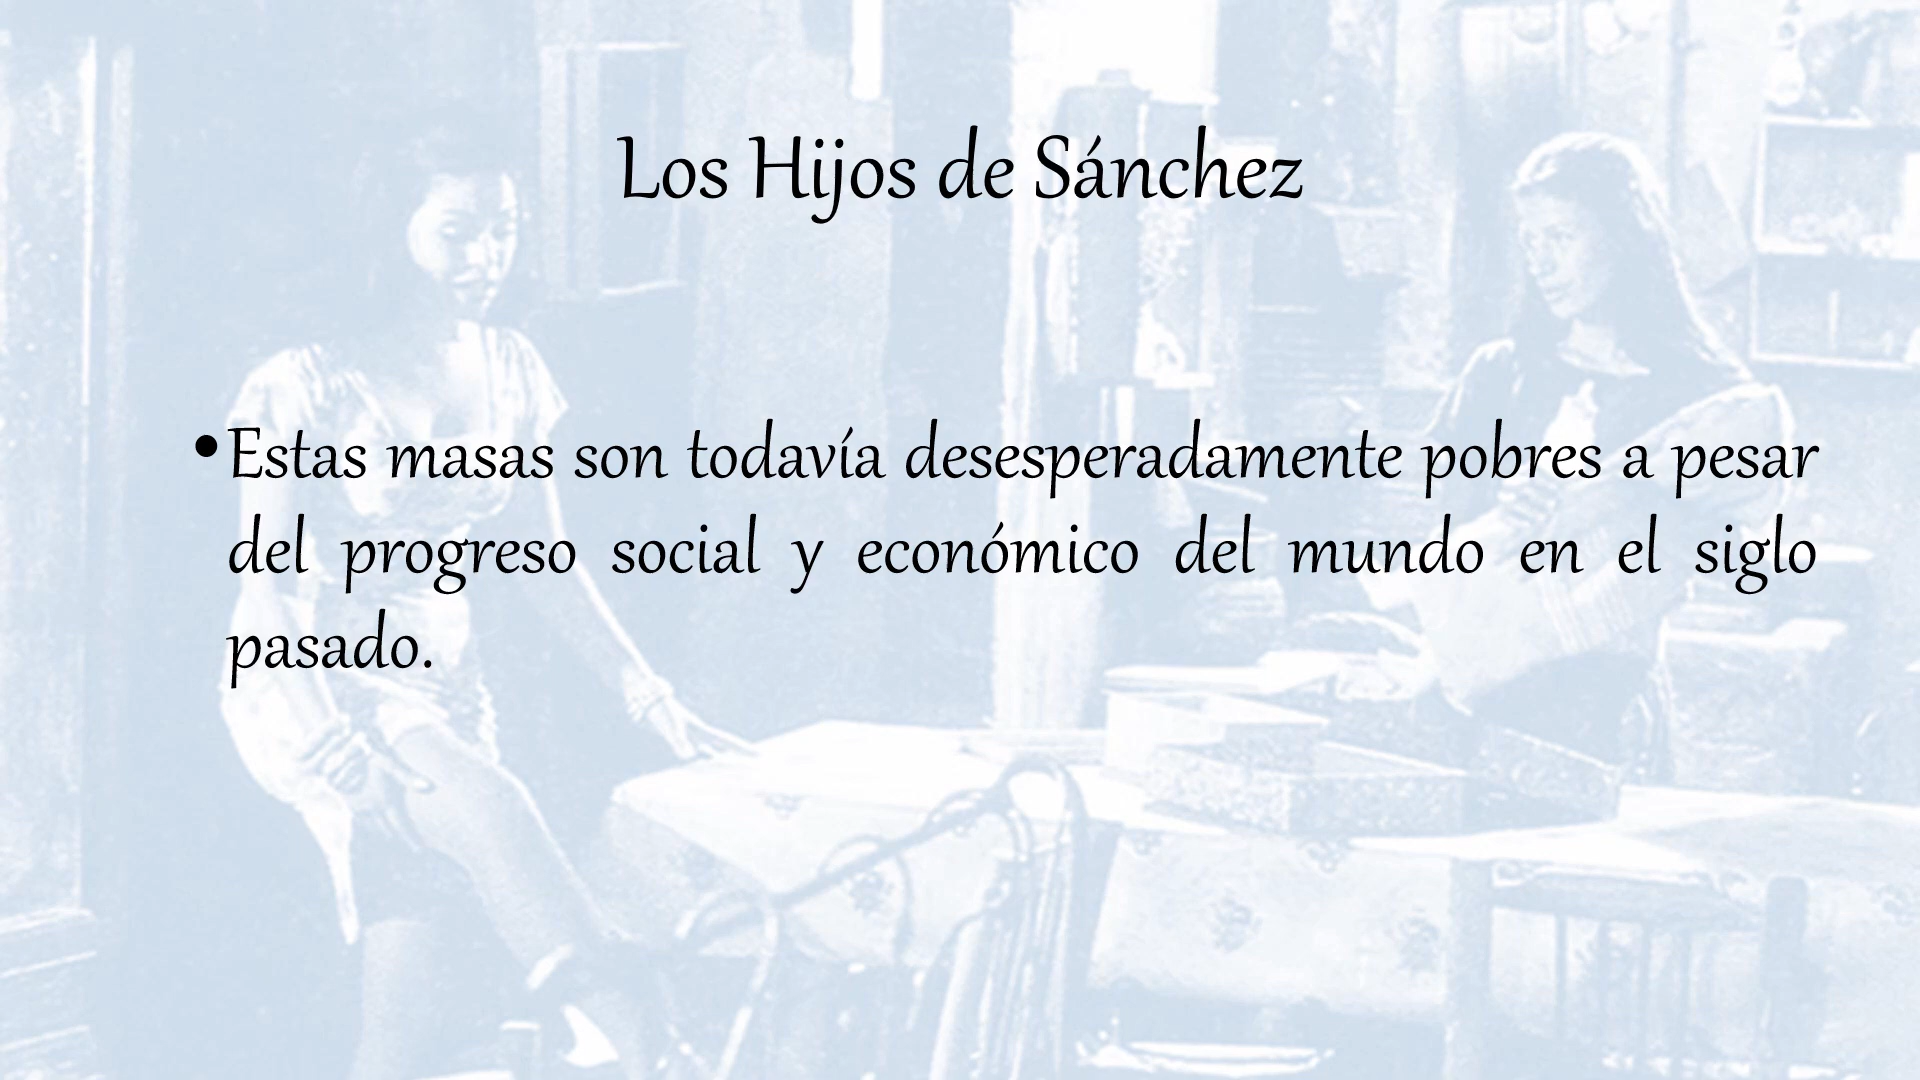 Los Hijos de Sánchez
•Estas masas son todavía desesperadamente pobres a pesar
del progreso social y económico del mundo en el siglo
pasado.